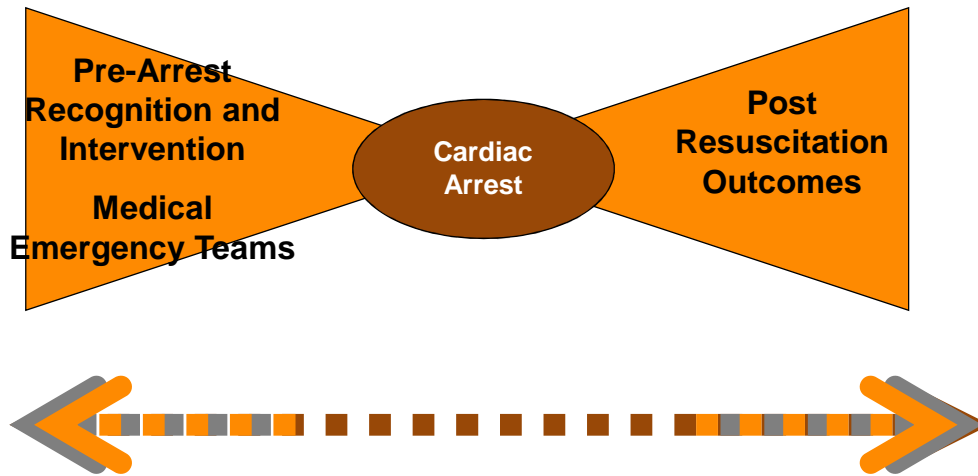 Pre-Arrest
Recognition and
Intervention
Medical
Emergency Teams
Cardiac
Arrest
Post
Resuscitation
Outcomes